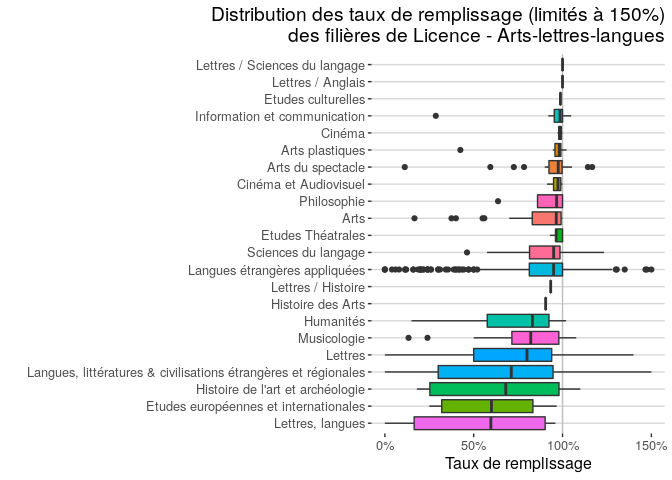 Distribution des taux de remplissage (limités à 150%)
des filières de Licence - Arts-lettres-langues
Lettres / Sciences du langage
Lettres / Anglais
Etudes culturelles
Information et communication
Cinéma
Arts plastiques
Arts du spectacle
Cinéma et Audiovisuel
Philosophie
Arts
Etudes Théatrales
Sciences du langage
Langues étrangères appliquées
Lettres / Histoire
Histoire des Arts
Humanités
Musicologie
Lettres
Langues, littératures & civilisations étrangères et régionales
Histoire de l'art et archéologie
Etudes européennes et internationales
Lettres, langues
0% 50% 100% 150%
Taux de remplissage